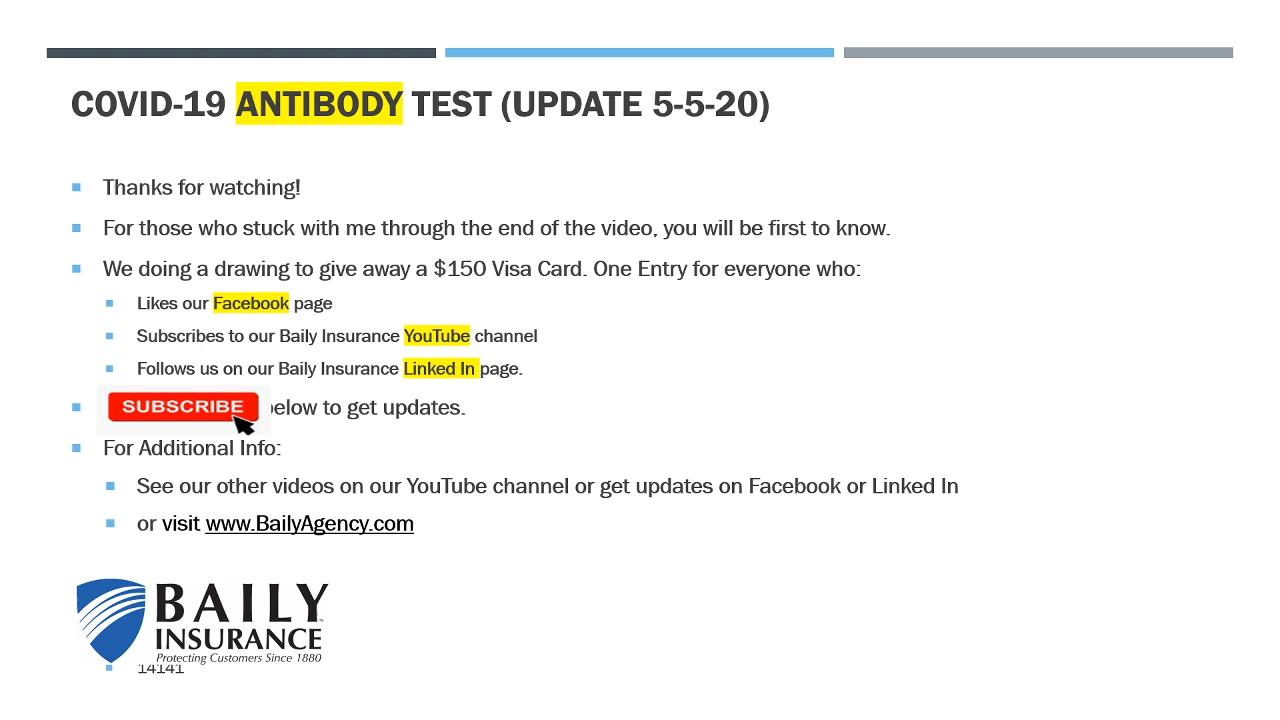 COVID-19 ANTIBODY TEST (UPDATE 5-5-20)
Thanks for watching!
For those who stuck with me through the end of the video, you will be first to know.
We doing a drawing to give away a $150 Visa Card. One Entry for everyone who:
Likes our Facebook page
Subscribes to our Baily Insurance YouTube channel
Follows us on our Baily Insurance Linked In page.
SUBSCRIBE below to get updates.
For Additional Info:
See our other videos on our YouTube channel or get updates on Facebook or Linked In
or visit www.BailyAgency.com
BAILY
INSURANCE
Protecting Customers Since 1880
14141